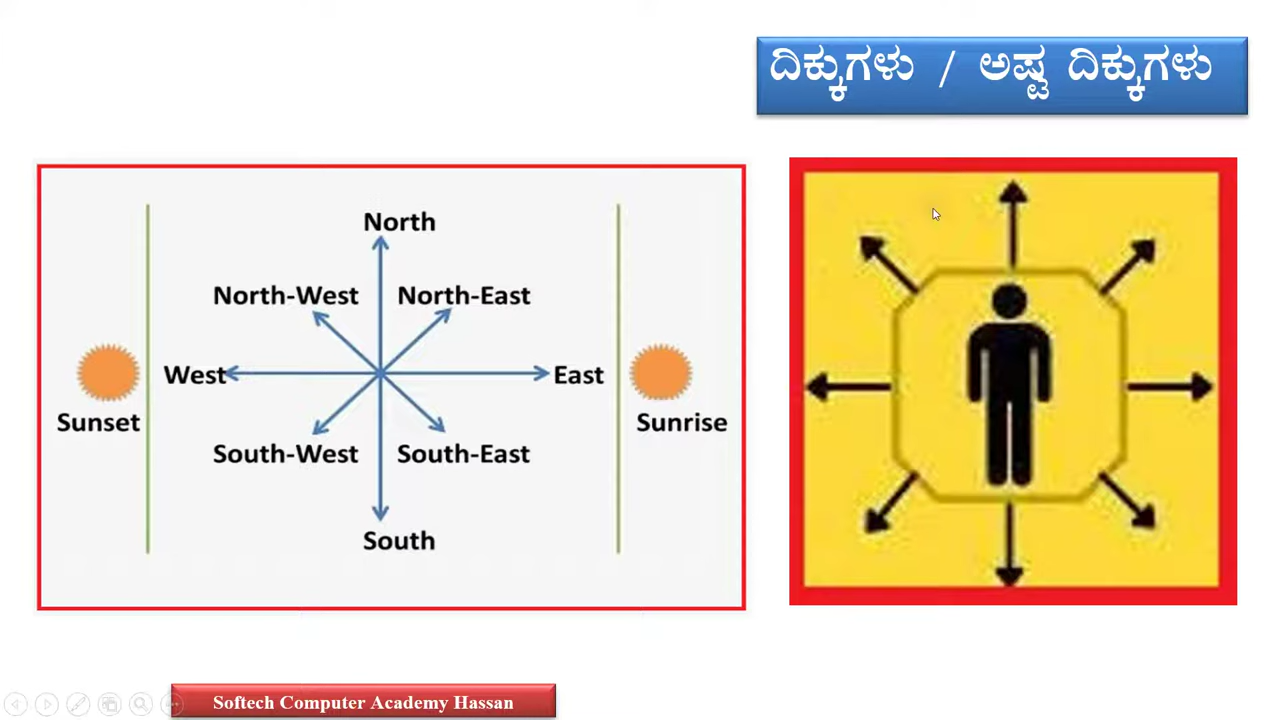 ದಿಕ್ಕುಗಳು / ಅಷ್ಟ ದಿಕ್ಕುಗಳು
North
North-West North-East
West East
Sunset Sunrise
South-West South-East
South
Softech Computer Academy Hassan